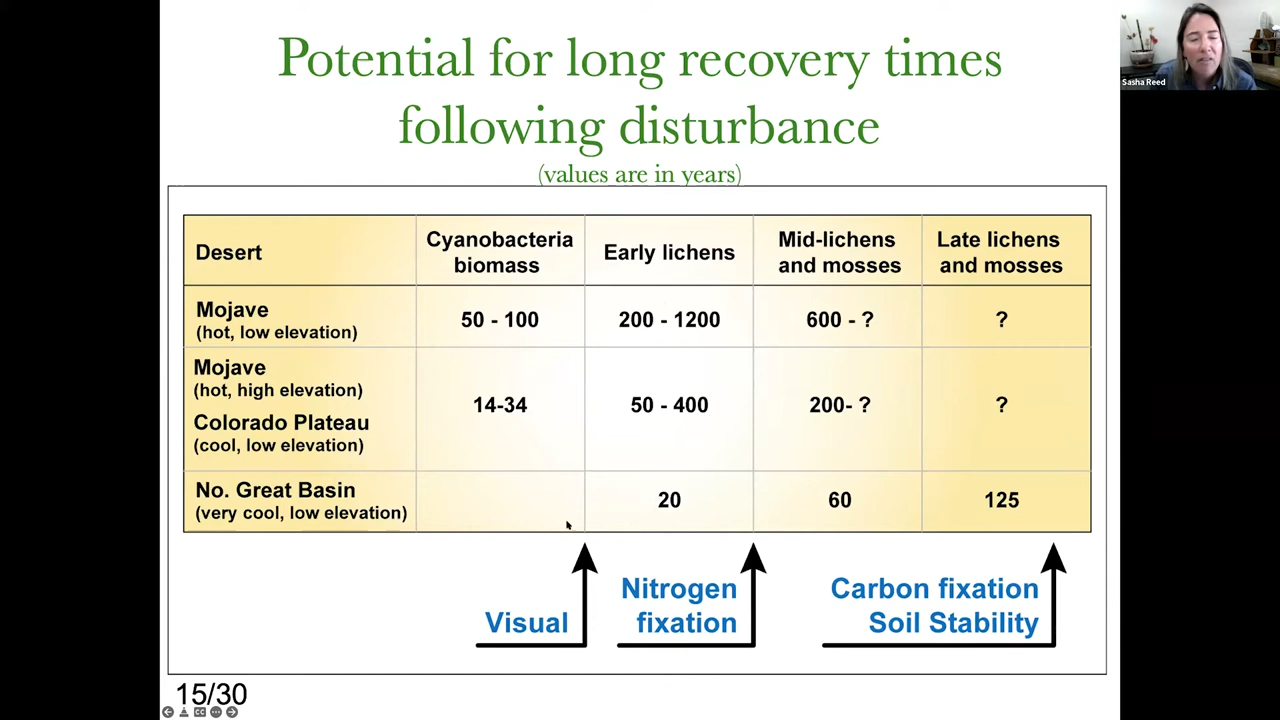 Potential for long recovery times
following disturbance
(values are in years)
Sasha Reed
Desert
Cyanobacteria
biomass
Early lichens
Mid-lichens
and mosses
Late lichens
and mosses
Mojave
(hot, low elevation)
50 - 100
200 - 1200
600 - ?
?
Mojave
(hot, high elevation)
Colorado Plateau
(cool, low elevation)
14-34
50 - 400
200- ?
?
No. Great Basin
(very cool, low elevation)
20
60
125
Visual
Nitrogen
fixation
Carbon fixation
Soil Stability
15/30